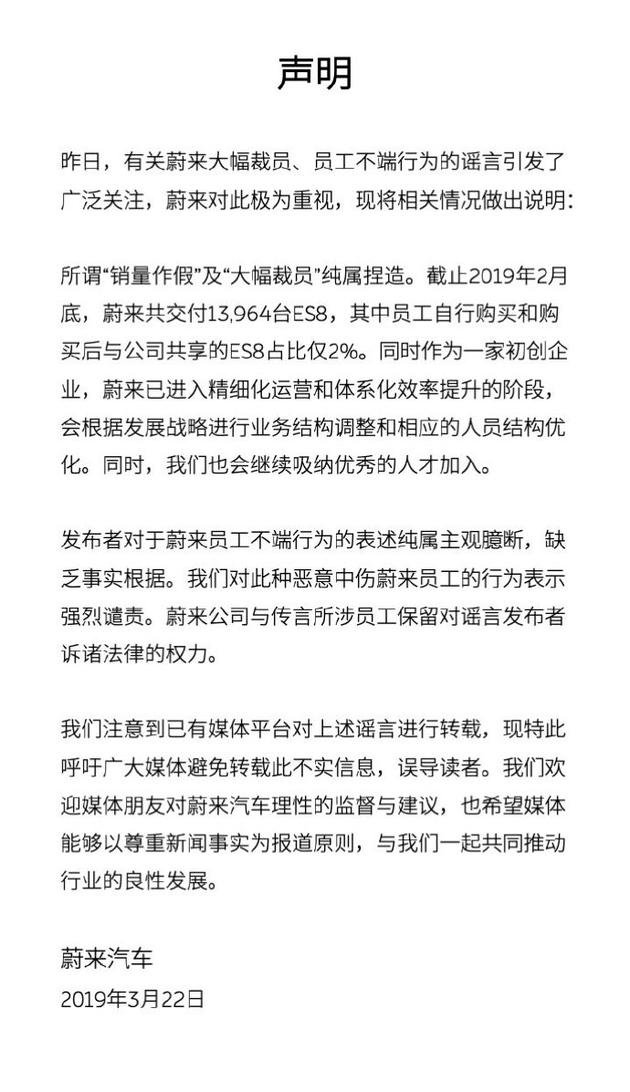 声明
昨日，有关蔚来大幅裁员、员工不端行为的谣言引发了
广泛关注，蔚来对此极为重视，现将相关情况做出说明：
所谓“销量作假”及“大幅裁员”纯属捏造。截止2019年2月
底，蔚来共交付13,964台ES8，其中员工自行购买和购
买后与公司共享的ES8占比仅2%。同时作为一家初创企
业，蔚来已进入精细化运营和体系化效率提升的阶段，
会根据发展战略进行业务结构调整和相应的人员结构优
化。同时，我们也会继续吸纳优秀的人才加入。
发布者对于蔚来员工不端行为的表述纯属主观臆断，缺
乏事实根据。我们对此种恶意中伤蔚来员工的行为表示
强烈谴责。蔚来公司与传言所涉员工保留对谣言发布者
诉诸法律的权力。
我们注意到已有媒体平台对上述谣言进行转载，现特此
呼吁广大媒体避免转载此不实信息，误导读者。我们欢
迎媒体朋友对蔚来汽车理性的监督与建议，也希望媒体
能够以尊重新闻事实为报道原则，与我们一起共同推动
行业的良性发展。
蔚来汽车
2019年3月22日